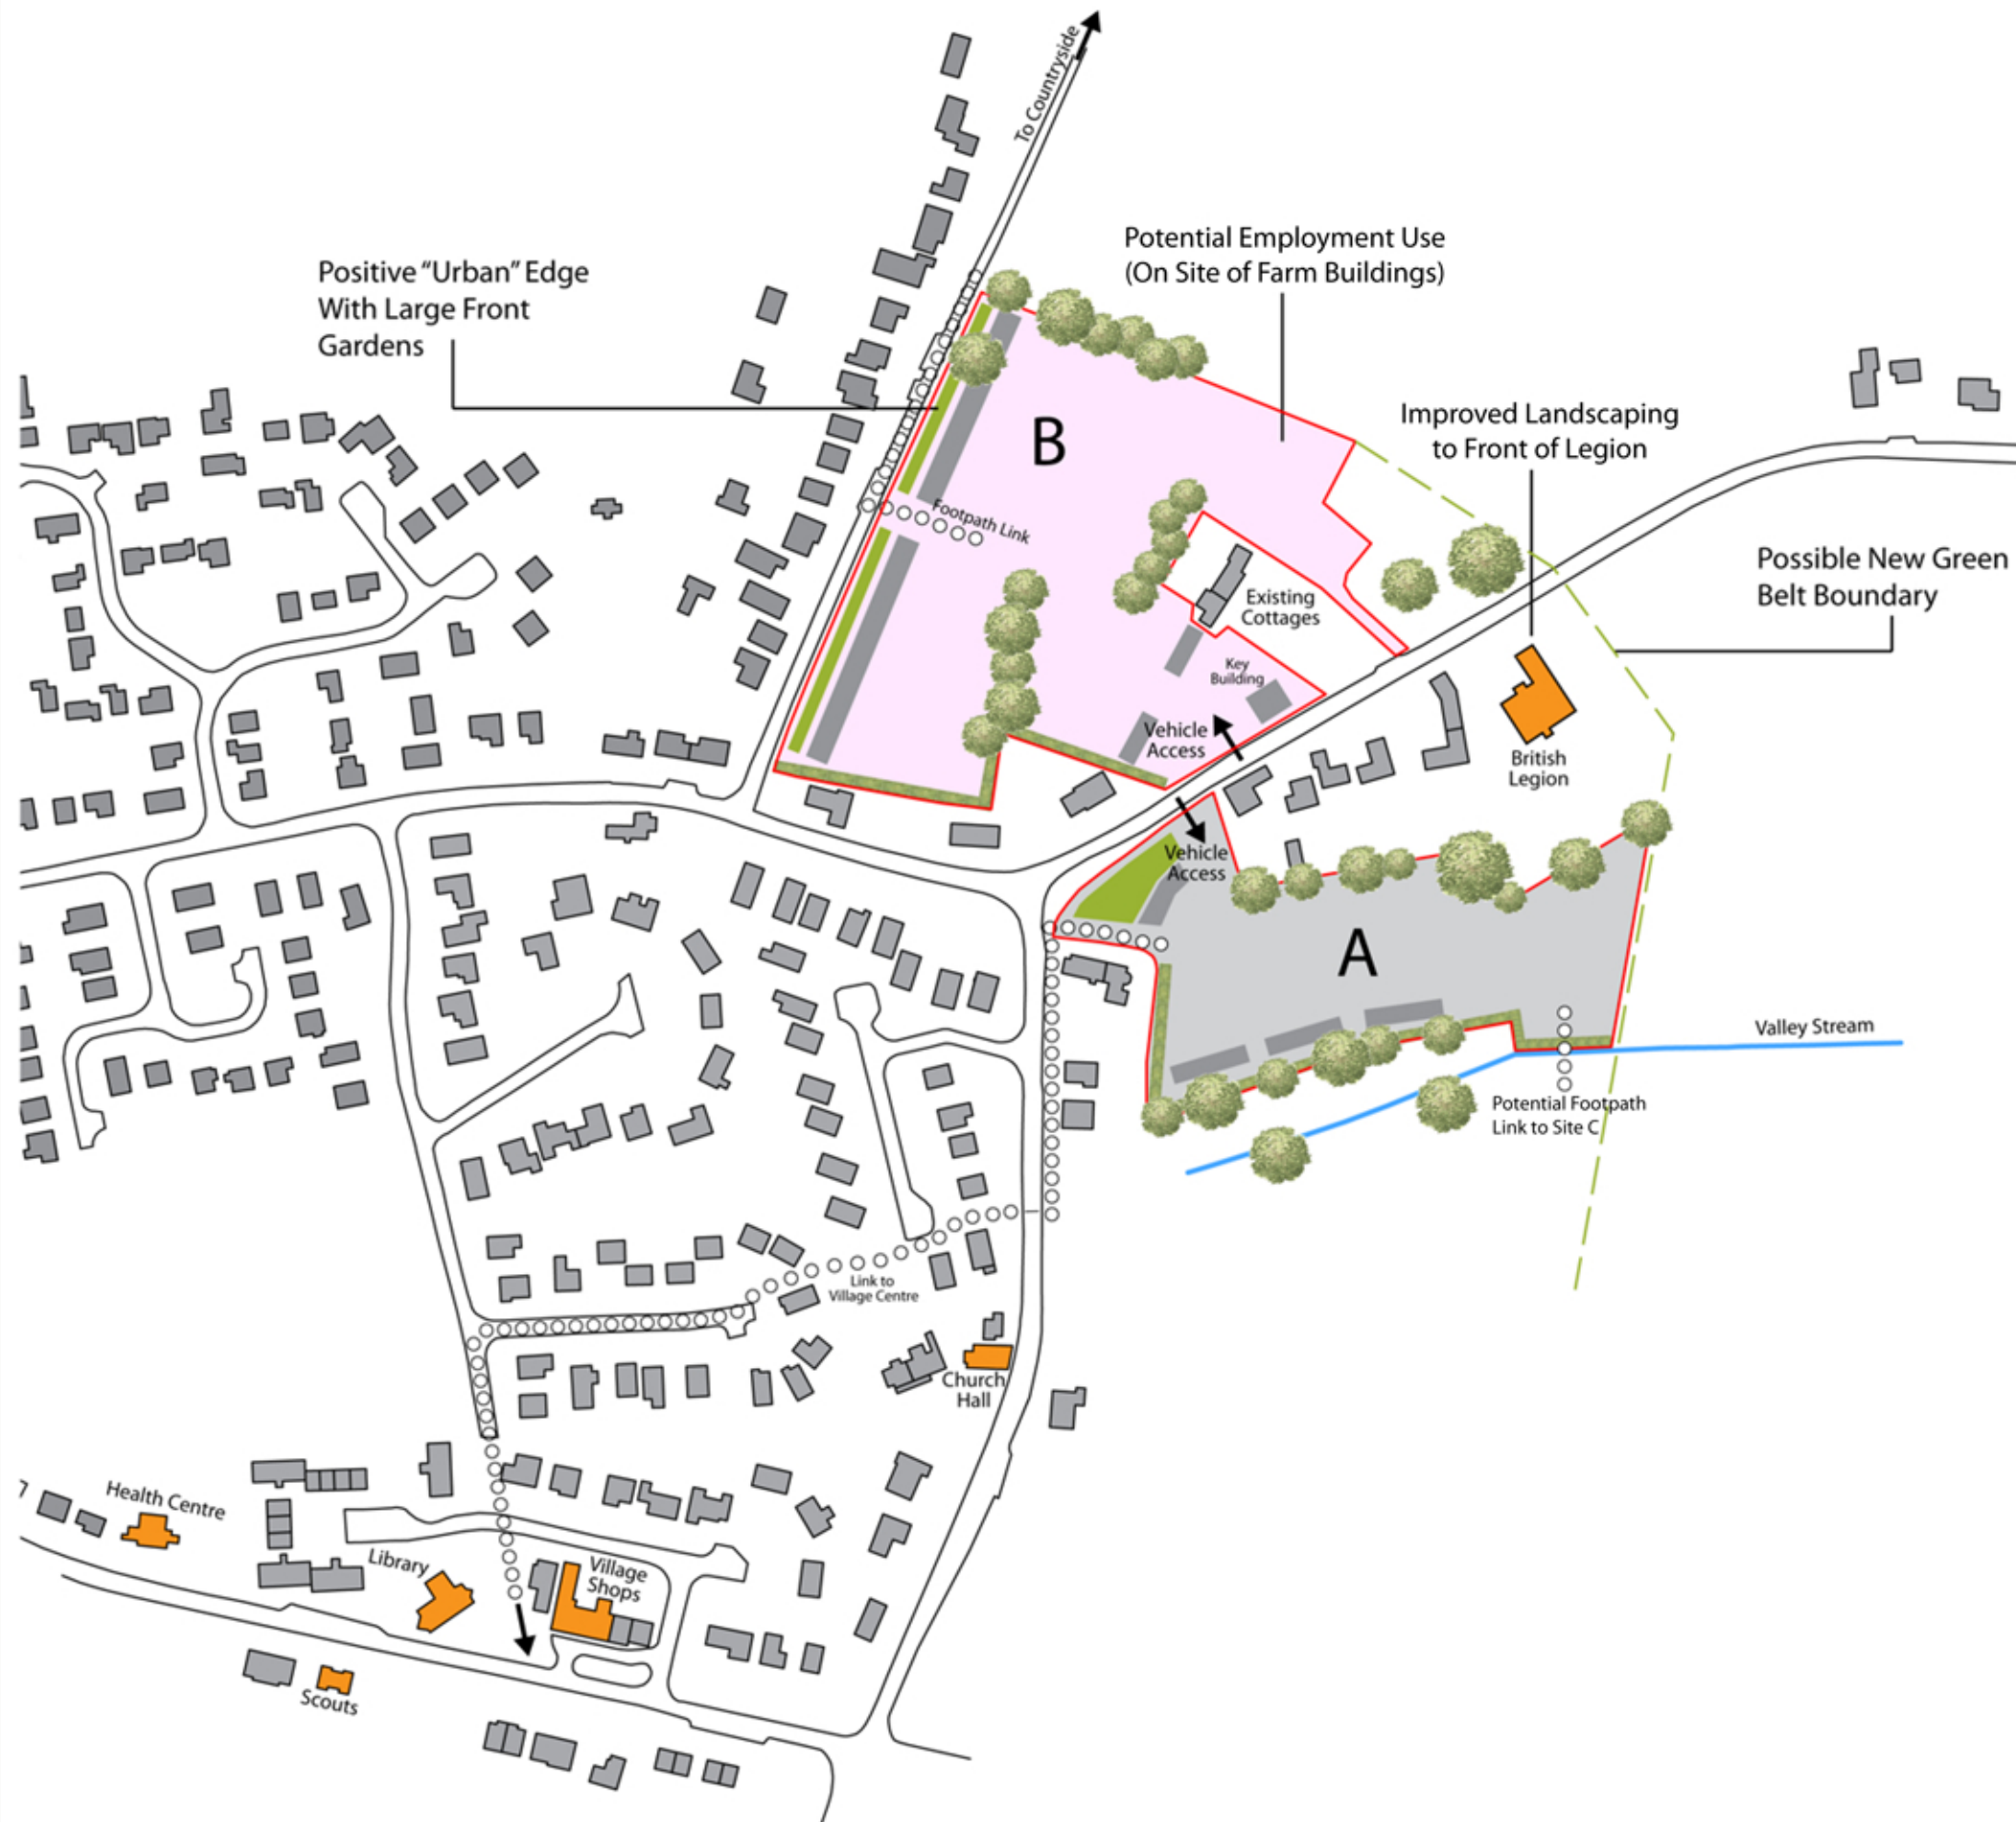 To Countryside
Potential Employment Use
(On Site of Farm Buildings)
Positive “Urban” Edge
With Large Front
Gardens
Improved Landscaping
to Front of Legion
B
Footpath Link
Possible New Green
Belt Boundary
Existing
Cottages
Key
Building
Vehicle
Access
British
Legion
Vehicle
Access
A
Valley Stream
Potential Footpath
Link to Site C
Link to
Village Centre
Church
Hall
Health Centre
Library
Village
Shops
Scouts